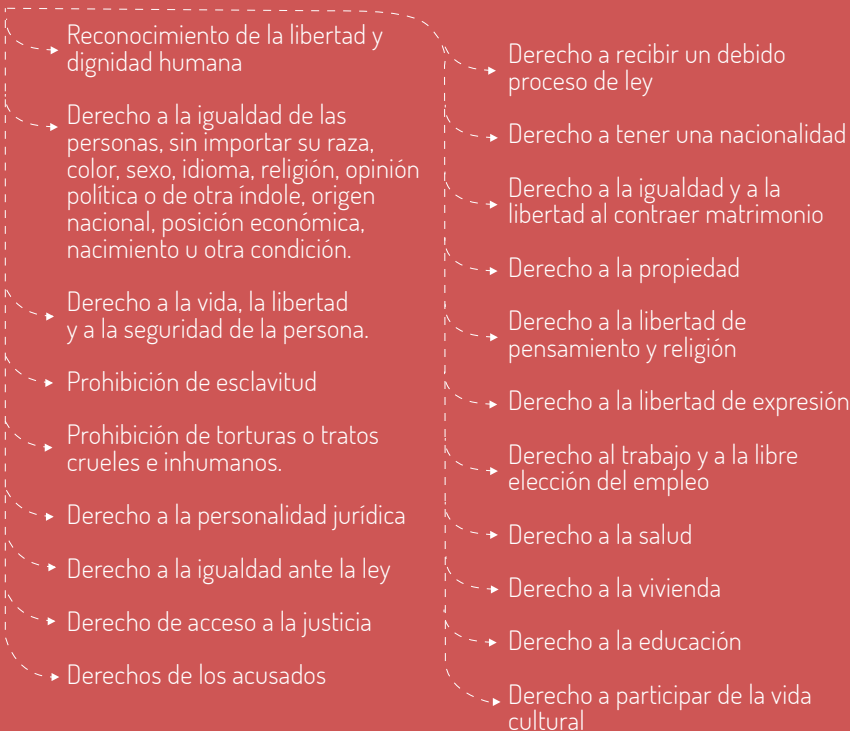 Reconocimiento de la libertad y
dignidad humana
Derecho a la igualdad de las
personas, sin importar su raza,
color, sexo, idioma, religión, opinión
política o de otra índole, origen
nacional, posición económica,
nacimiento u otra condición.
Derecho a la vida, la libertad
y a la seguridad de la persona.
Prohibición de esclavitud
Prohibición de torturas o tratos
crueles e inhumanos.
Derecho a la personalidad jurídica
Derecho a la igualdad ante la ley
Derecho de acceso a la justicia
Derechos de los acusados
Derecho a recibir un debido
proceso de ley
Derecho a tener una nacionalidad
Derecho a la igualdad y a la
libertad al contraer matrimonio
Derecho a la propiedad
Derecho a la libertad de
pensamiento y religión
Derecho a la libertad de expresión
Derecho al trabajo y a la libre
elección del empleo
Derecho a la salud
Derecho a la vivienda
Derecho a la educación
Derecho a participar de la vida
cultural